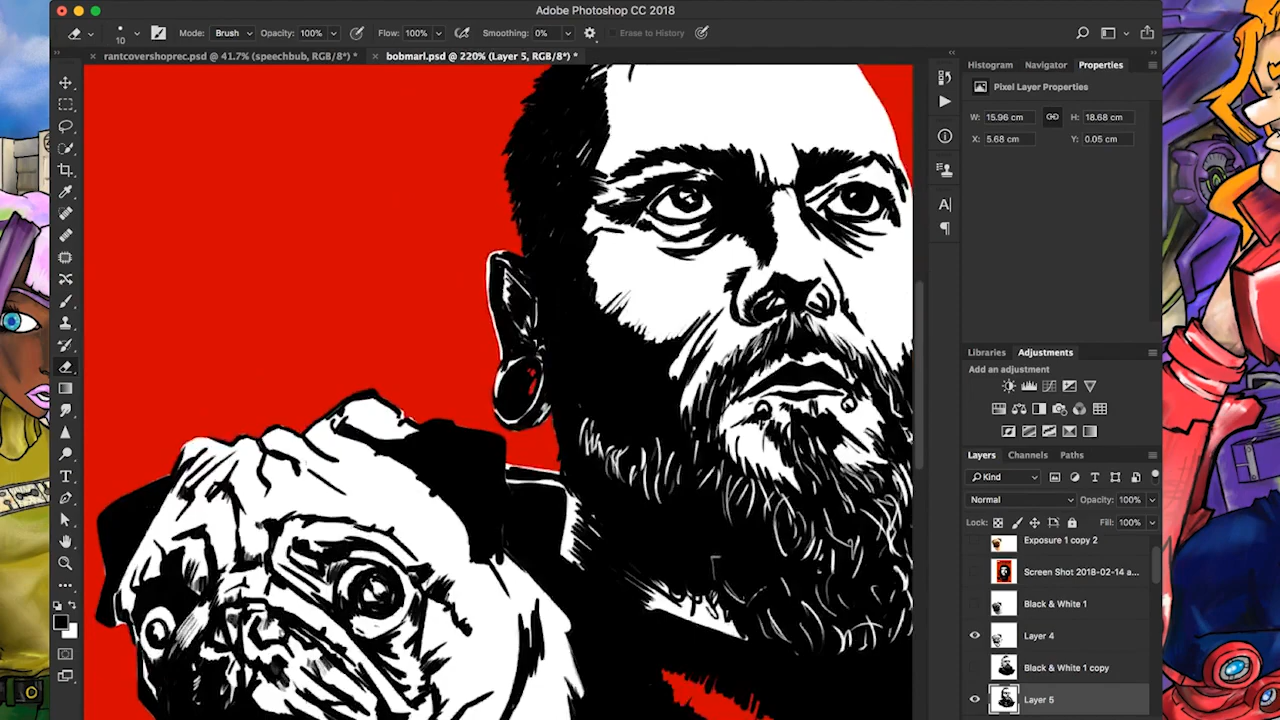 Adobe Photoshop CC 2018
10 Mode: Brush Opacity: 100% Flow: 100% Smoothing: 0% Erase to History
rantcovershoprec.psd @ 41.7% (speechbub, RGB/8*) * bobmarl.psd @ 220% (Layer 5, RGB/8*) *
Histogram Navigator Properties
Pixel Layer Properties
W: 15.96 cm H: 18.68 cm
X: 5.68 cm Y: 0.05 cm
Libraries Adjustments
Add an adjustment
Layers Channels Paths
Kind
Normal Opacity: 100%
Lock: Fill: 100%
Exposure 1 copy 2
Screen Shot 2018-02-14 a...
Black & White 1
Layer 4
Black & White 1 copy
Layer 5